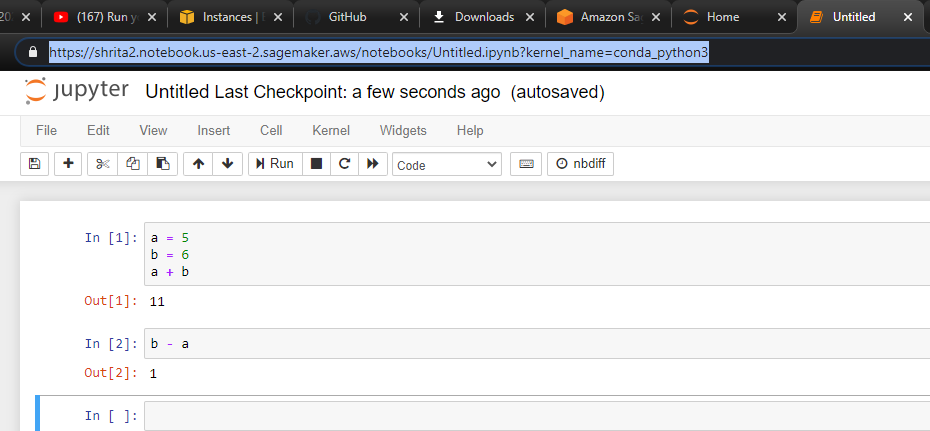 20
(167) Run y
Instances | E
GitHub
Downloads
Amazon Sa
Home
Untitled
https://shrita2.notebook.us-east-2.sagemaker.aws/notebooks/Untitled.ipynb?kernel_name=conda_python3
jupyter Untitled Last Checkpoint: a few seconds ago (autosaved)
File Edit View Insert Cell Kernel Widgets Help
Run Code nbdiff
In [1]: a = 5
b = 6
a + b
Out[1]: 11
In [2]: b - a
Out[2]: 1
In [ ]: